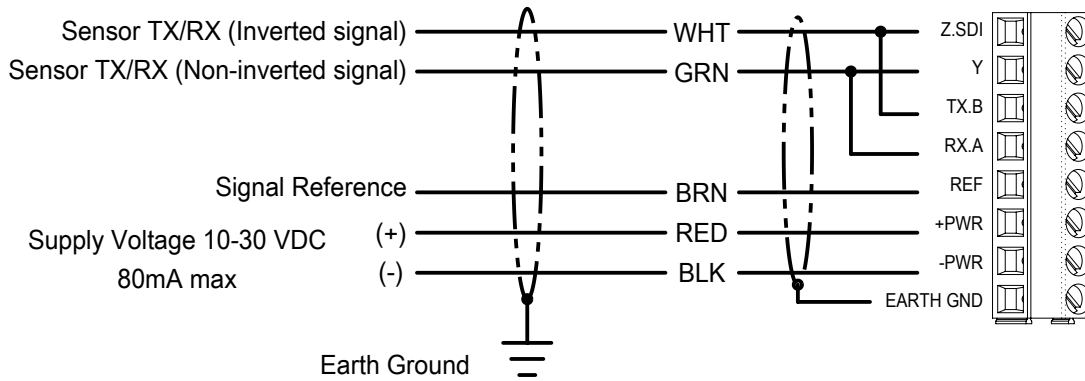 Sensor TX/RX (Inverted signal) WHT Z.SDI
Sensor TX/RX (Non-inverted signal) GRN Y
TX.B
RX.A
Signal Reference BRN REF
Supply Voltage 10-30 VDC (+) RED +PWR
80mA max (-) BLK -PWR
EARTH GND
Earth Ground